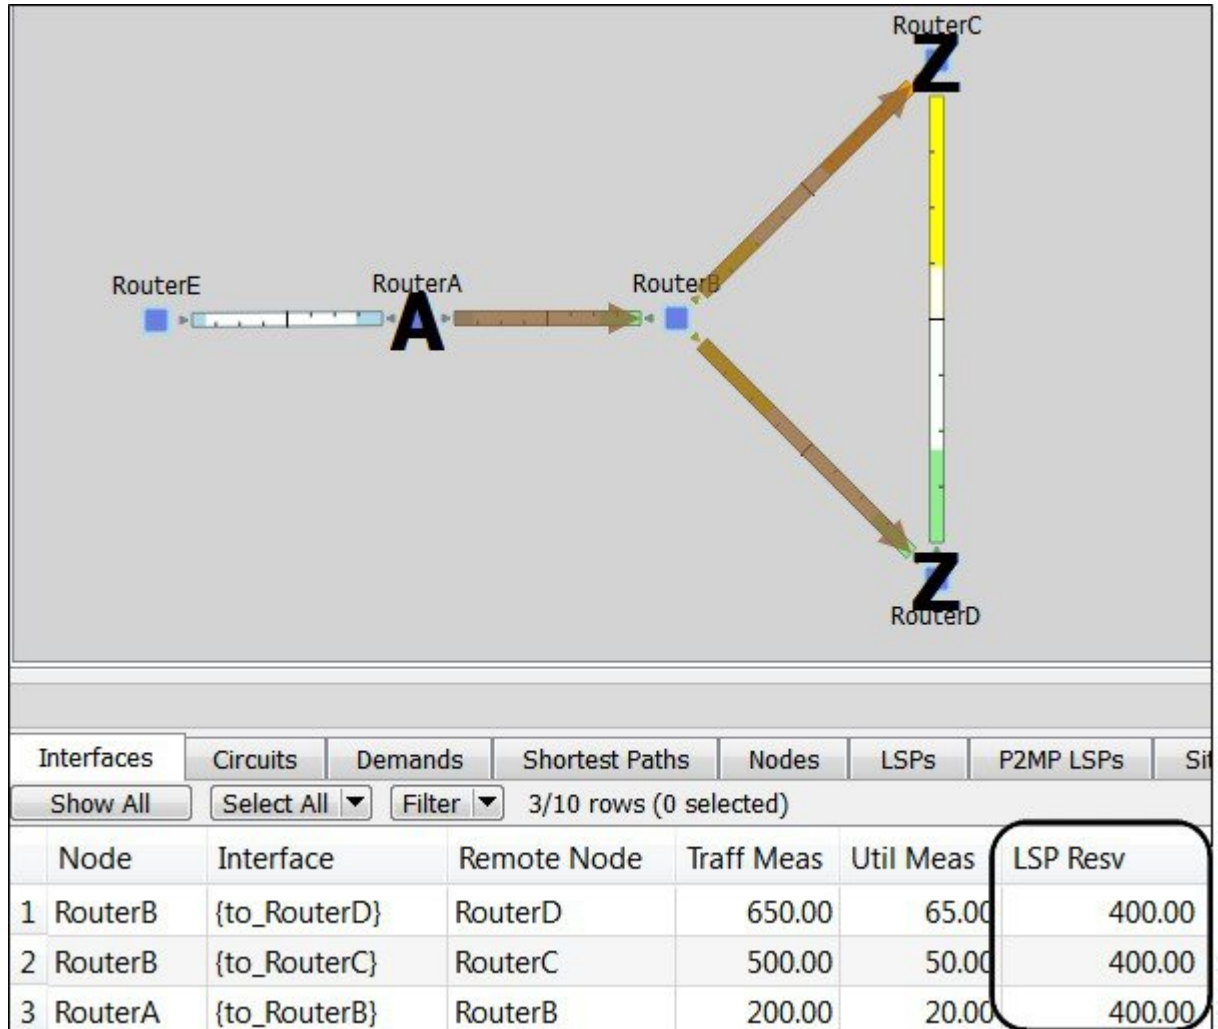 RouterC
Z
RouterE
RouterA
RouterB
A
Z
RouterD
Interfaces Circuits Demands Shortest Paths Nodes LSPs P2MP LSPs
Show All Select All Filter 3/10 rows (0 selected)
Node Interface Remote Node Traff Meas Util Meas LSP Resv
1 RouterB {to_RouterD} RouterD 650.00 65.00 400.00
2 RouterB {to_RouterC} RouterC 500.00 50.00 400.00
3 RouterA {to_RouterB} RouterB 200.00 20.00 400.00